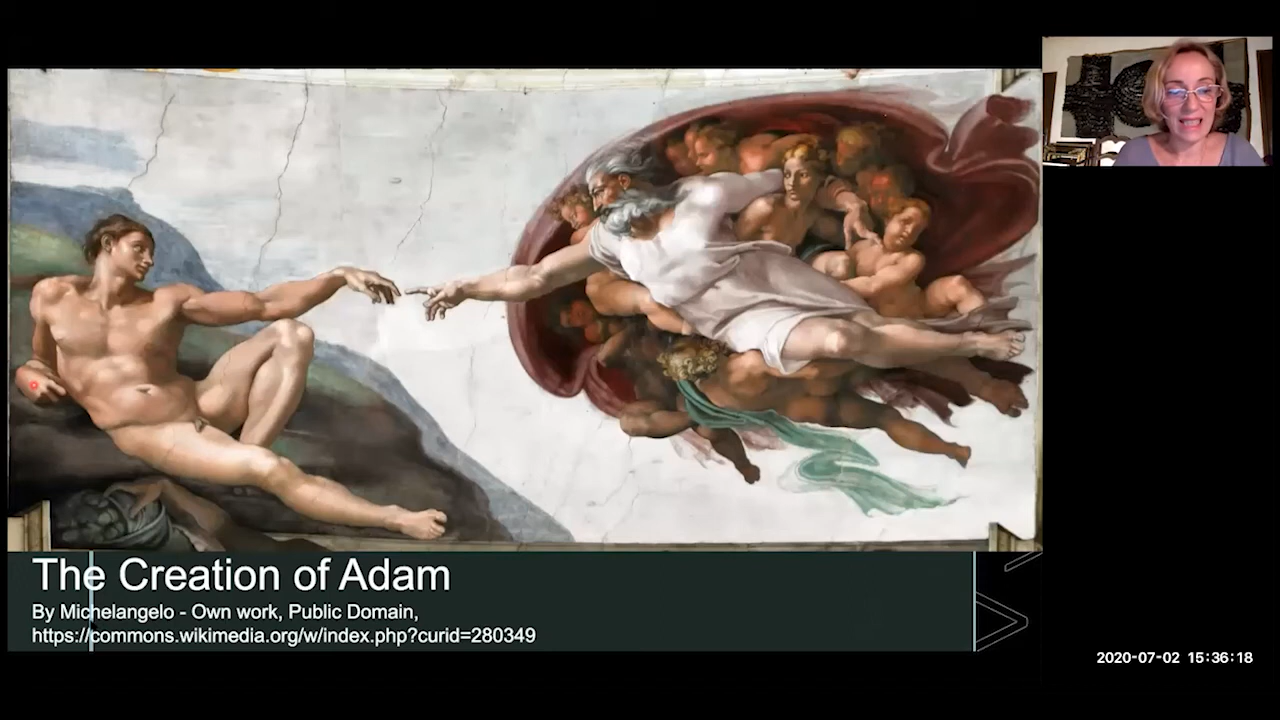 The Creation of Adam
By Michelangelo - Own work, Public Domain,
https://commons.wikimedia.org/w/index.php?curid=280349
2020-07-02 15:36:18